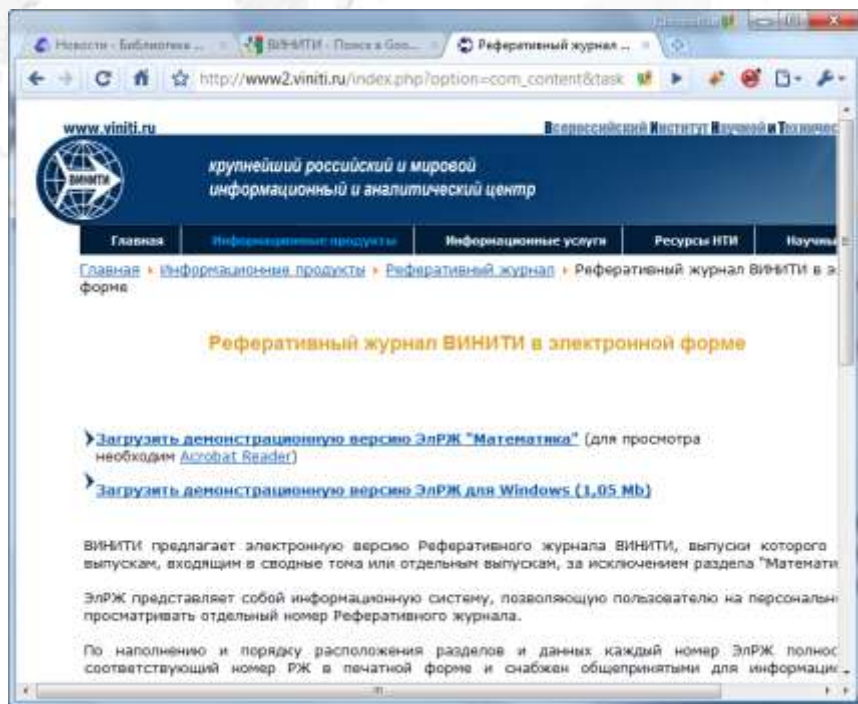 Новости - Библиотека ...
ВИНИТИ - Поиск в Goo...
Реферативный журнал ...
http://www2.viniti.ru/index.php?option=com_content&task
www.viniti.ru
Всероссийский Институт Научной и Техничес
ВИНИТИ
крупнейший российский и мировой
информационный и аналитический центр
Главная Информационные продукты Информационные услуги Ресурсы НТИ Научны
Главная Информационные продукты Реферативный журнал Реферативный журнал ВИНИТИ в э
форме
Реферативный журнал ВИНИТИ в электронной форме
Загрузить демонстрационную версию ЭлРЖ "Математика" (для просмотра
необходим Acrobat Reader)
Загрузить демонстрационную версию ЭлРЖ для Windows (1,05 Mb)
ВИНИТИ предлагает электронную версию Реферативного журнала ВИНИТИ, выпуски которого
выпускам, входящим в сводные тома или отдельным выпускам, за исключением раздела "Математи
ЭлРЖ представляет собой информационную систему, позволяющую пользователю на персональн
просматривать отдельный номер Реферативного журнала.
По наполнению и порядку расположения разделов и данных каждый номер ЭлРЖ полнос
соответствующий номер РЖ в печатной форме и снабжен общепринятыми для информаци